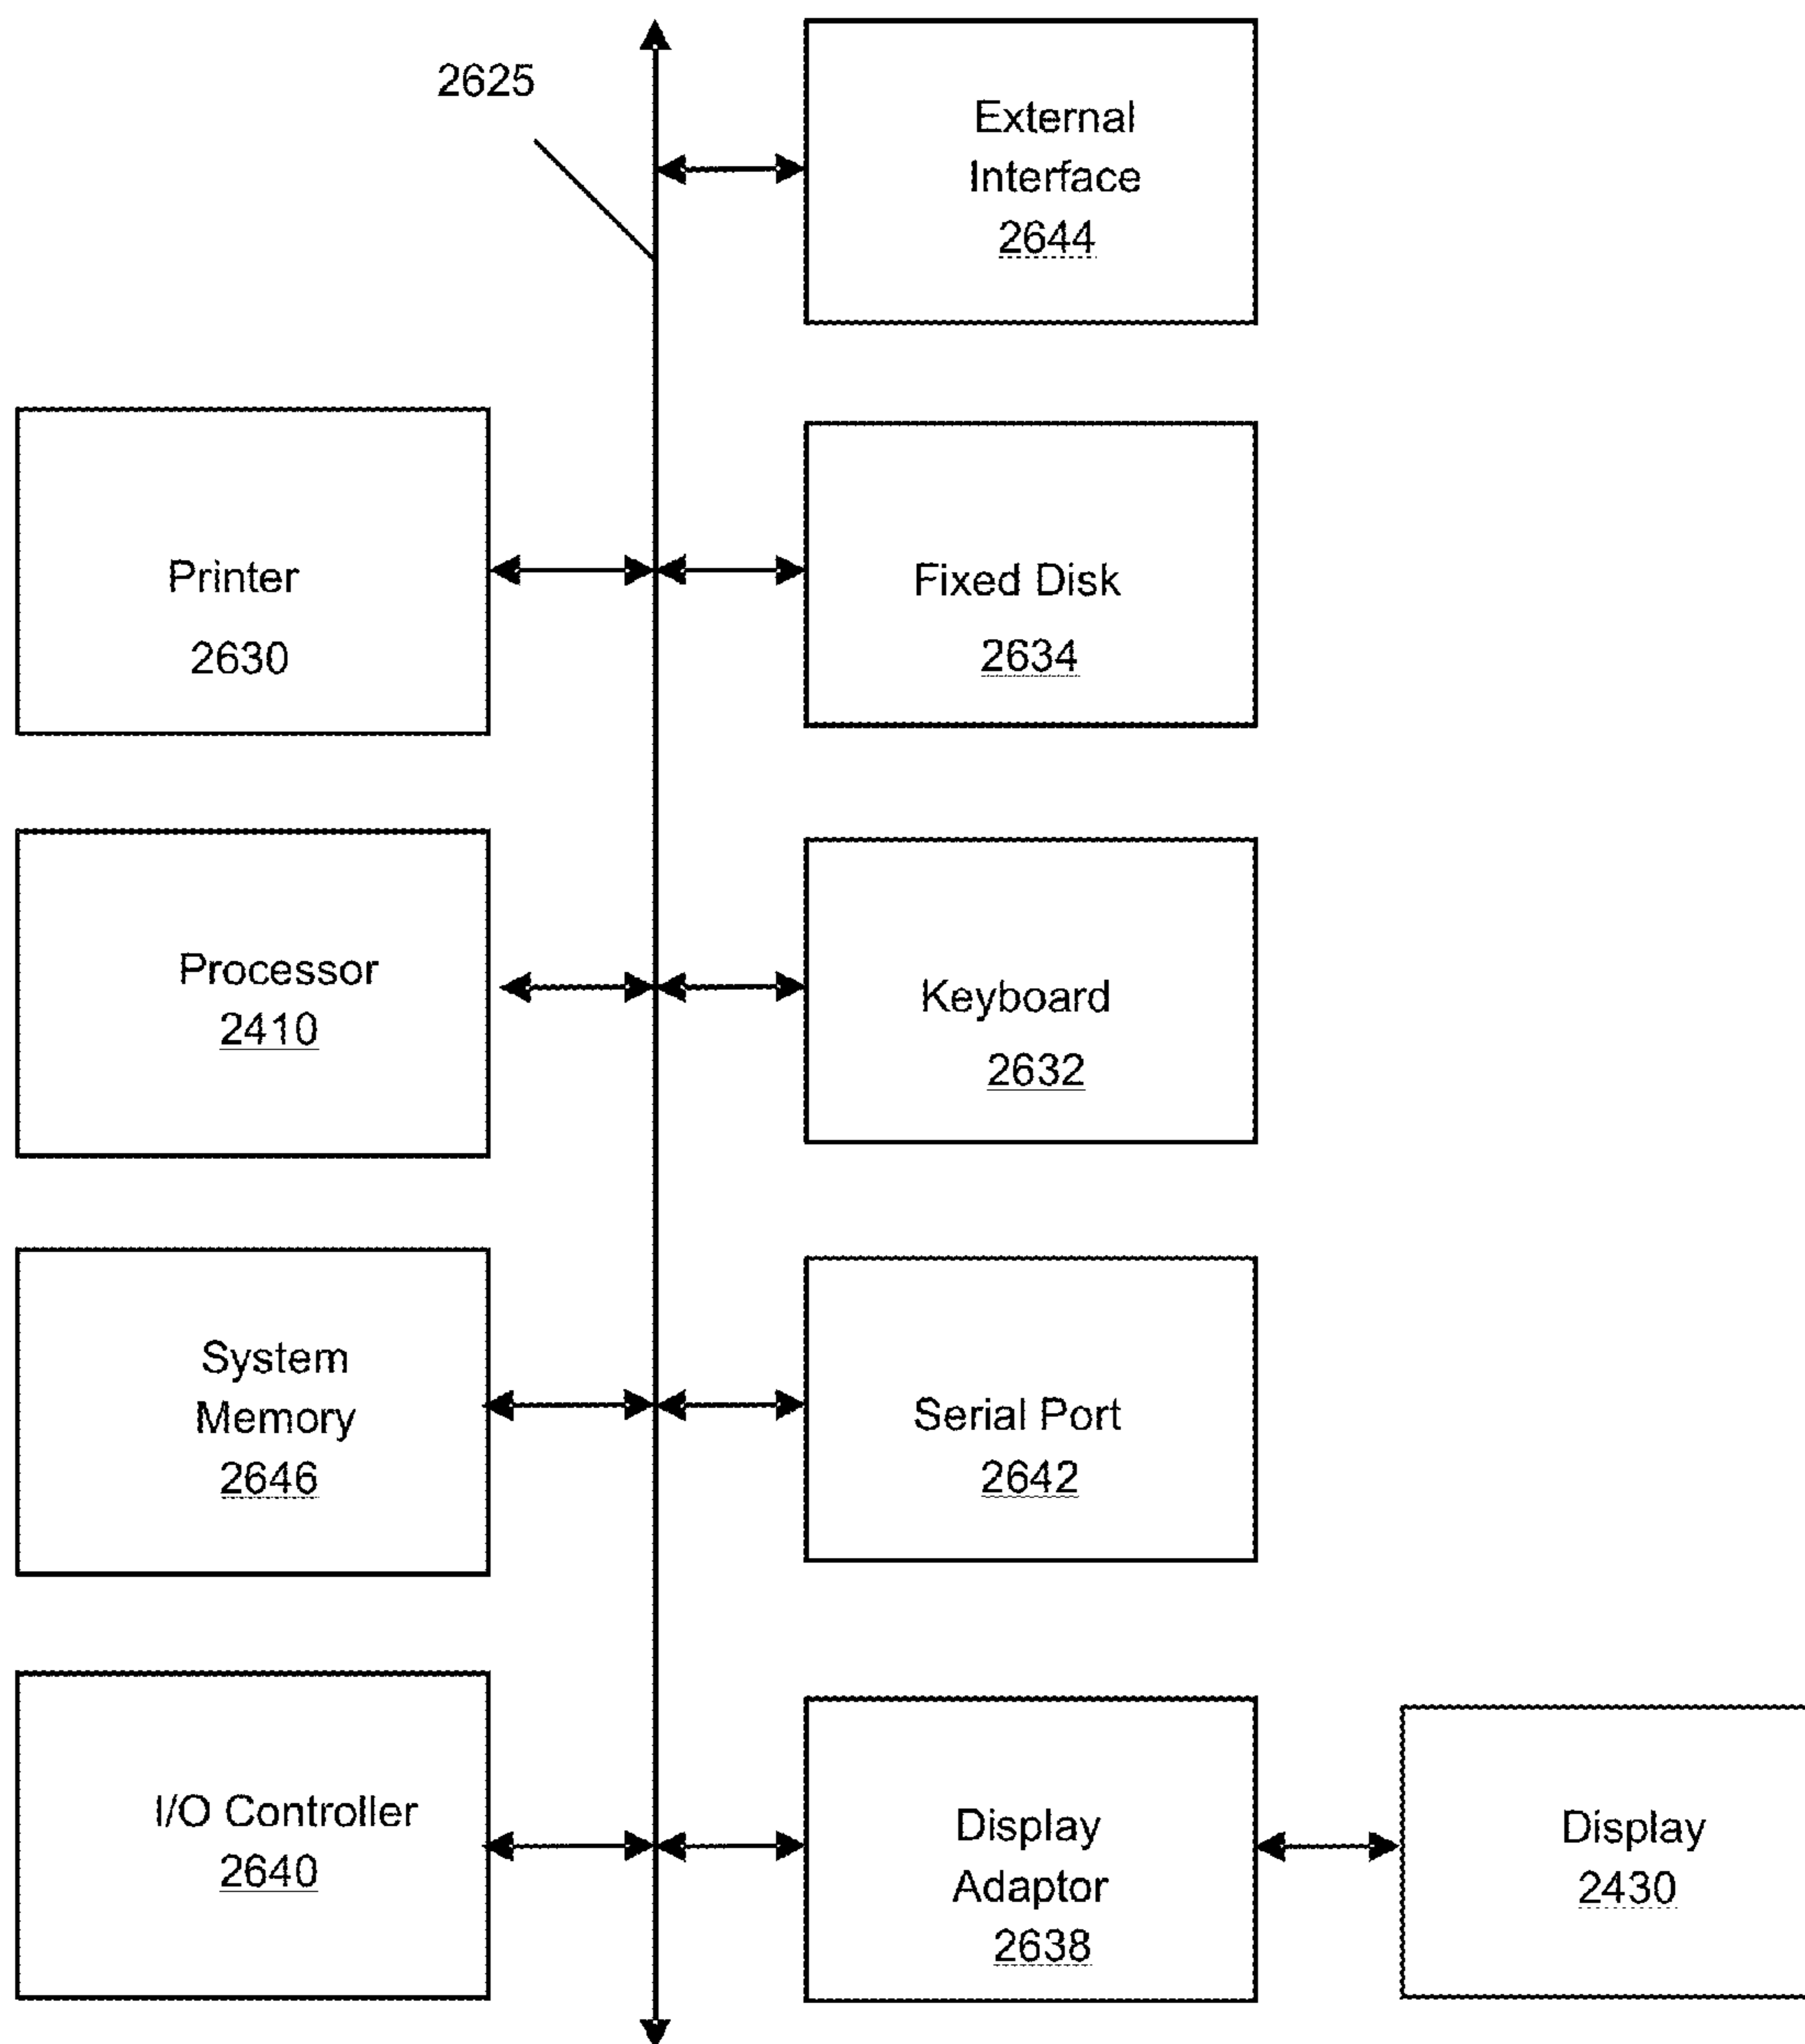 2625
External
Interface
2644
Printer
2630
Fixed Disk
2634
Processor
2410
Keyboard
2632
System
Memory
2646
Serial Port
2642
I/O Controller
2640
Display
Adaptor
2638
Display
2430